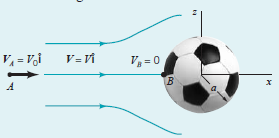 z
V_A = V_0 î
V = V î
V_B = 0
A
B
a
x